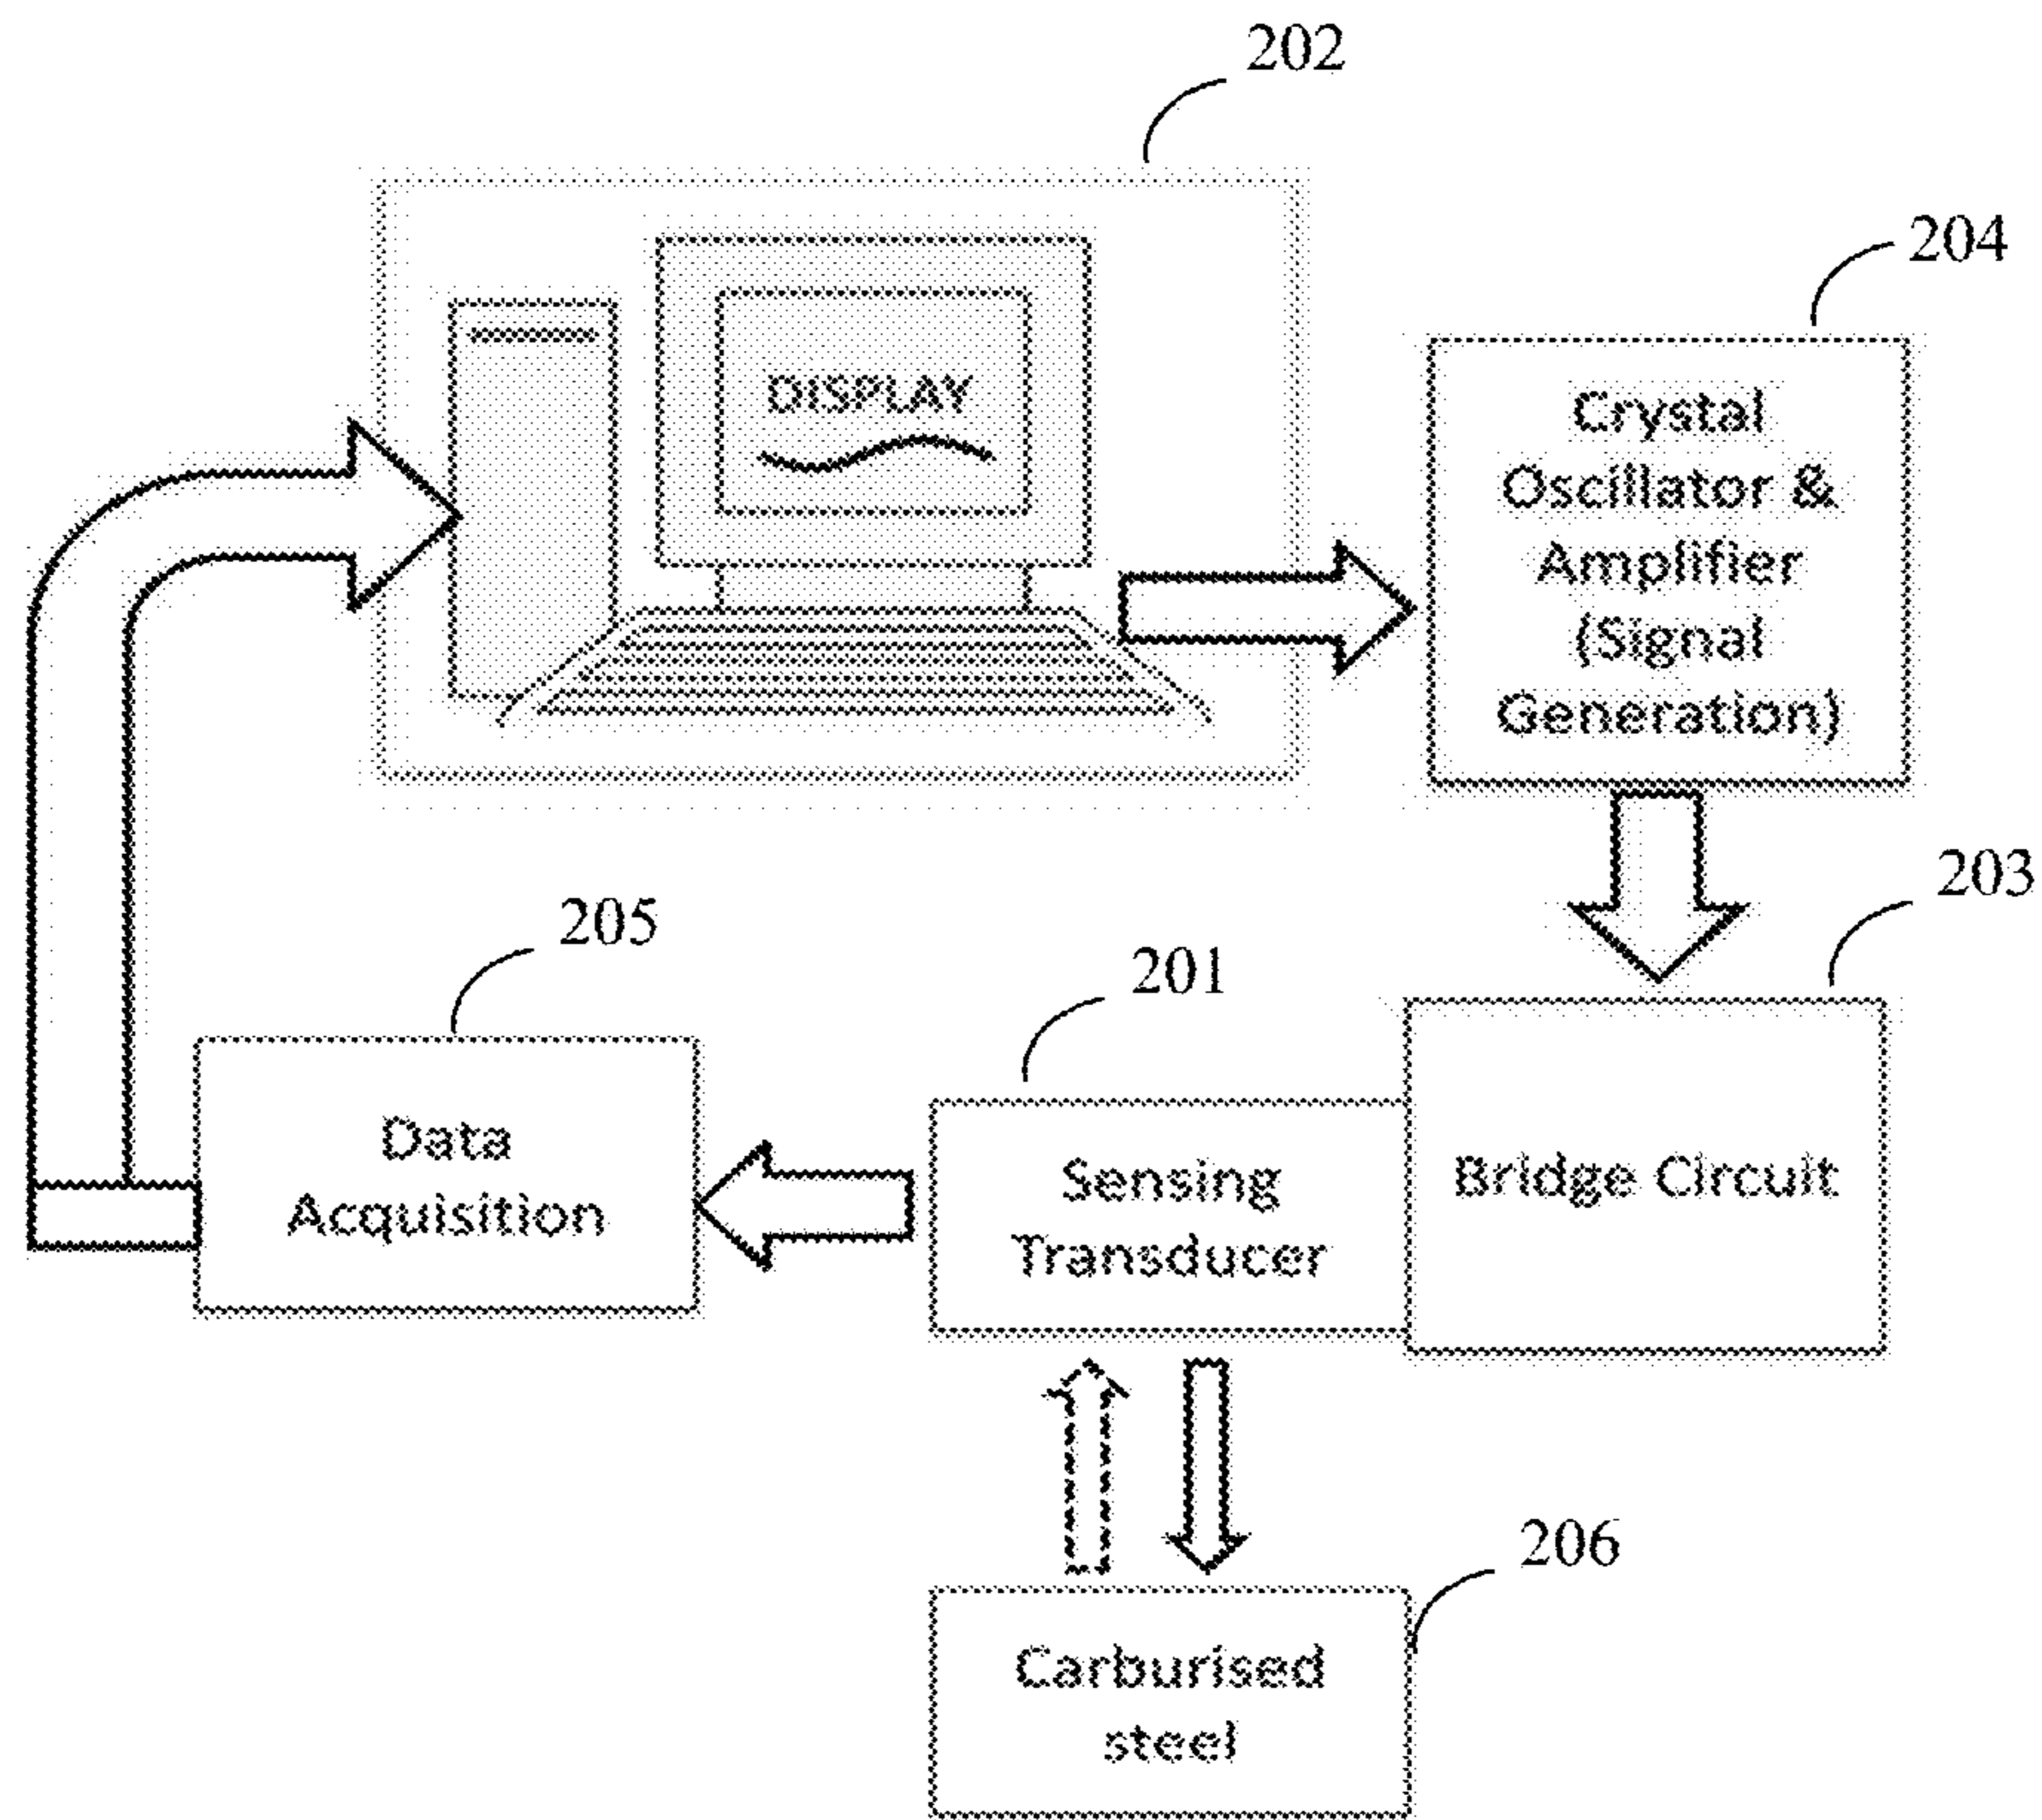 202
204
DISPLAY
Crystal
Oscillator &
Amplifier
(Signal
Generation)
203
205
201
Data
Acquisition
Sensing
Transducer
Bridge Circuit
206
Carburised
steel